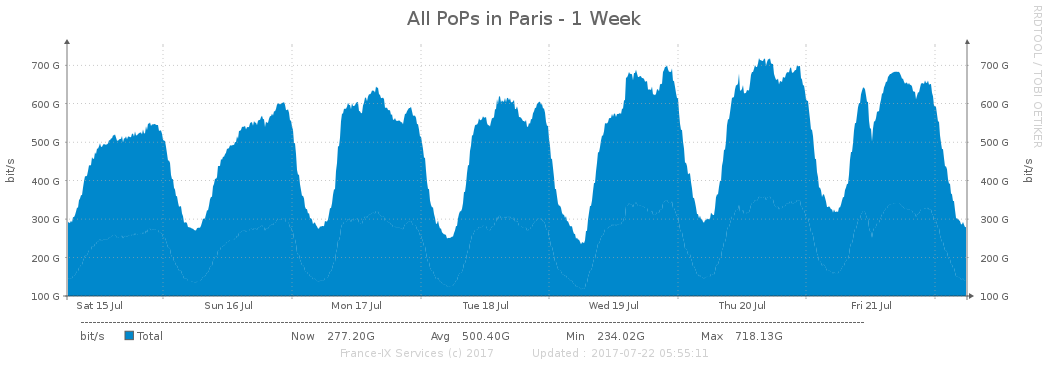 All PoPs in Paris - 1 Week
RRDTOOL / TOBI OETIKER
700 G 700 G
600 G 600 G
500 G 500 G
400 G 400 G
300 G 300 G
200 G 200 G
100 G 100 G
bit/s bit/s
Sat 15 Jul Sun 16 Jul Mon 17 Jul Tue 18 Jul Wed 19 Jul Thu 20 Jul Fri 21 Jul
bit/s Total Now 277.20G Avg 500.40G Min 234.02G Max 718.13G
France-IX Services (c) 2017 Updated : 2017-07-22 05:55:11